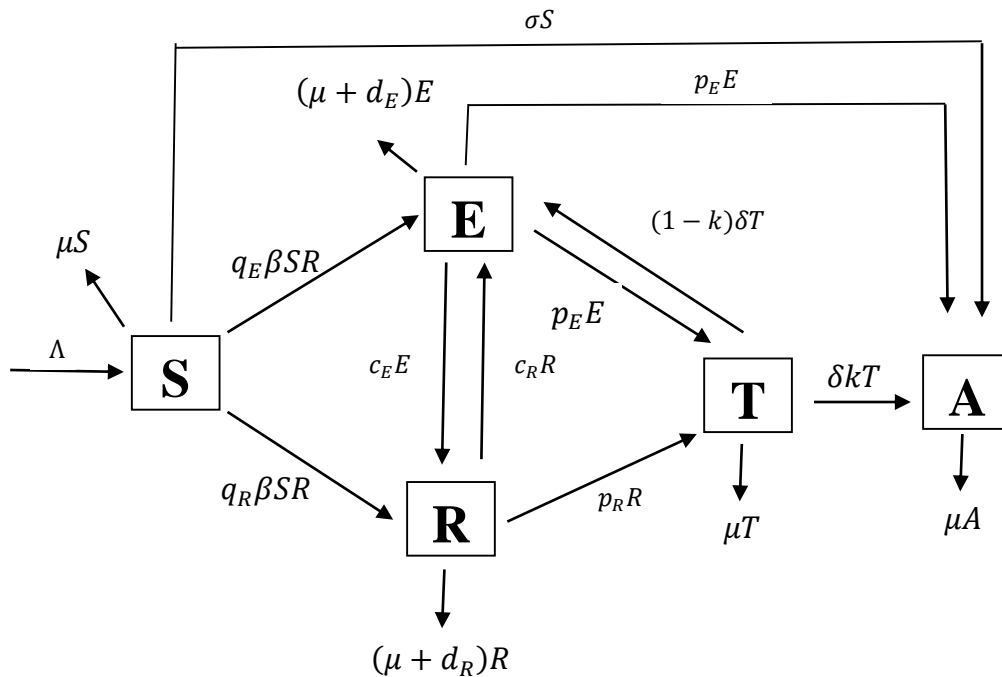 σS
(μ + d_E)E
p_E E
E
(1 − k)δT
μS
q_E βSR
p_E E
Λ
S
c_E E
c_R R
T
δkT
A
q_R βSR
R
p_R R
μT
μA
(μ + d_R)R